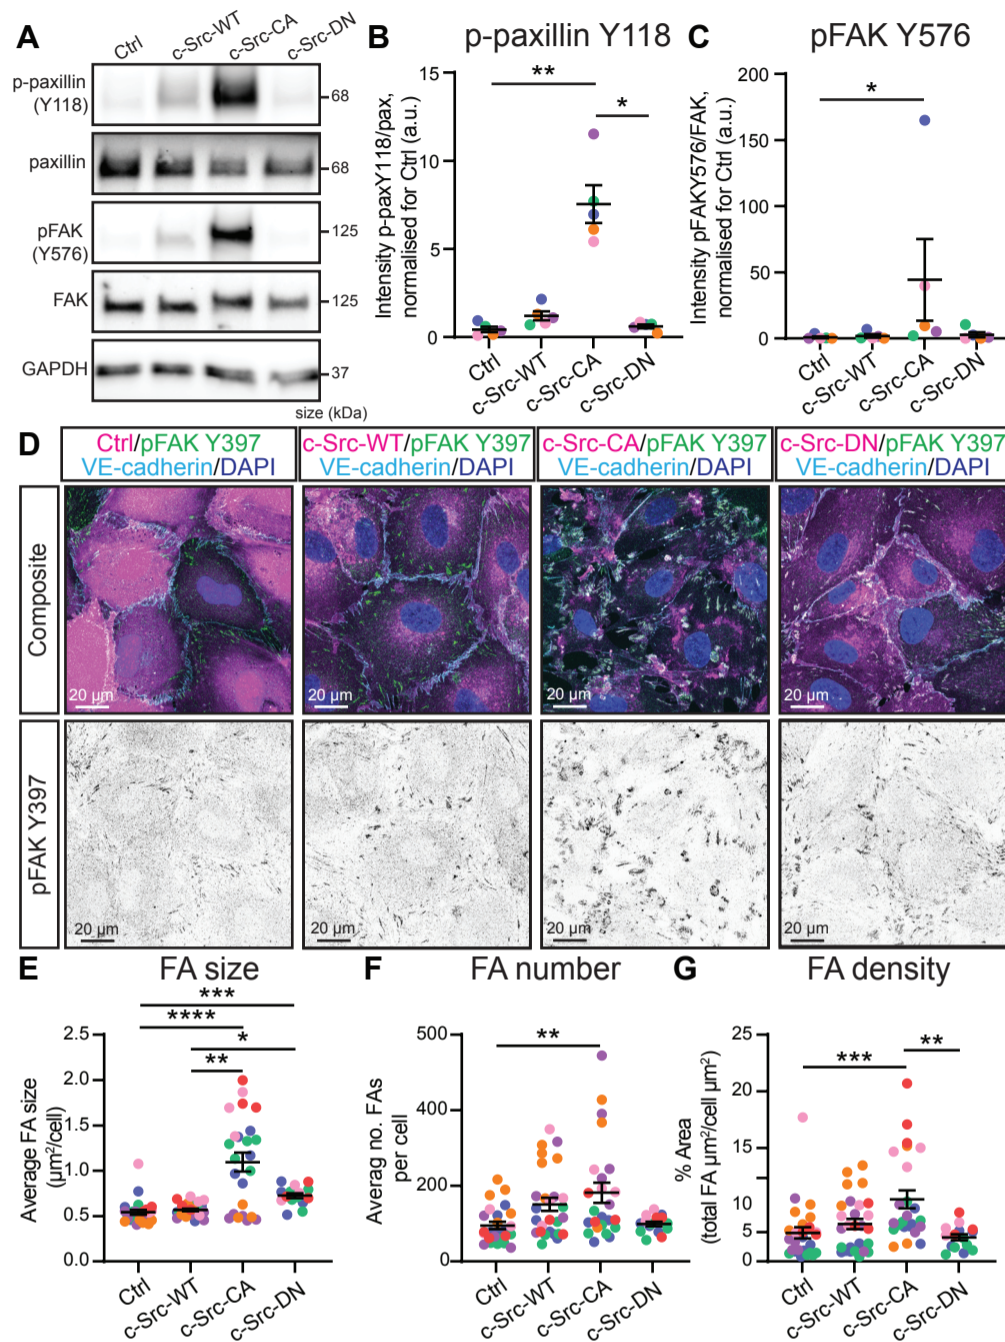 A
Ctrl
c-Src-WT
c-Src-CA
c-Src-DN
p-paxillin
(Y118)
68
paxillin
68
pFAK
(Y576)
125
FAK
125
GAPDH
37
size (kDa)
B
p-paxillin Y118
Intensity p-paxY118/pax,
normalised for Ctrl (a.u.)
15
10
5
0
**
*
Ctrl
c-Src-WT
c-Src-CA
c-Src-DN
C
pFAK Y576
Intensity pFAKY576/FAK,
normalised for Ctrl (a.u.)
200
150
100
50
0
*
Ctrl
c-Src-WT
c-Src-CA
c-Src-DN
D
Ctrl/pFAK Y397
VE-cadherin/DAPI
c-Src-WT/pFAK Y397
VE-cadherin/DAPI
c-Src-CA/pFAK Y397
VE-cadherin/DAPI
c-Src-DN/pFAK Y397
VE-cadherin/DAPI
Composite
20 µm
20 µm
20 µm
20 µm
pFAK Y397
20 µm
20 µm
20 µm
20 µm
E
FA size
***
****
*
**
Average FA size
(µm²/cell)
2.5
2.0
1.5
1.0
0.5
0.0
Ctrl
c-Src-WT
c-Src-CA
c-Src-DN
F
FA number
**
Averag no. FAs
per cell
500
400
200
0
Ctrl
c-Src-WT
c-Src-CA
c-Src-DN
G
FA density
***
**
% Area
(total FA µm²/cell µm²)
25
15
10
5
0
Ctrl
c-Src-WT
c-Src-CA
c-Src-DN